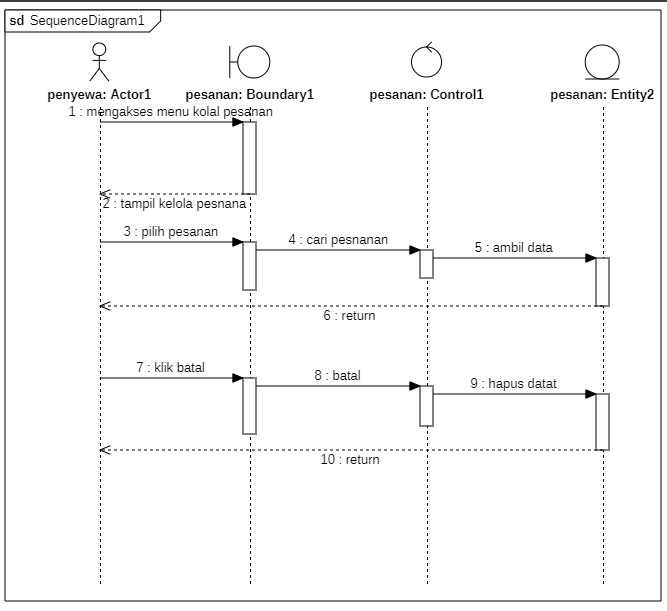 sd SequenceDiagram1
penyewa: Actor1
pesanan: Boundary1
pesanan: Control1
pesanan: Entity2
1 : mengakses menu kolal pesanan
2 : tampil kelola pesnana
3 : pilih pesanan
4 : cari pesnanan
5 : ambil data
6 : return
7 : klik batal
8 : batal
9 : hapus datat
10 : return